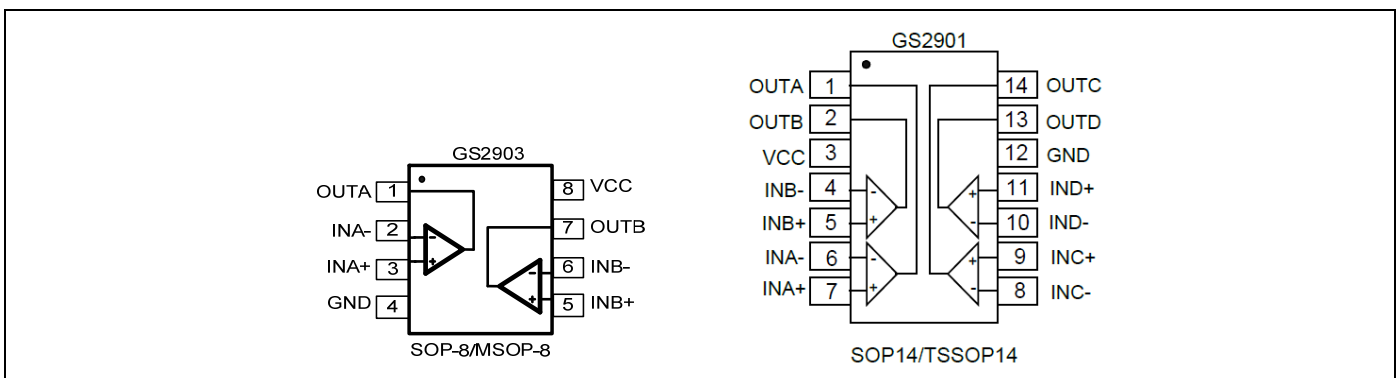 GS2903
OUTA 1 8 VCC
INA- 2 7 OUTB
INA+ 3 6 INB-
GND 4 5 INB+
- -
+ +
SOP-8/MSOP-8
GS2901
OUTA 1 14 OUTC
OUTB 2 13 OUTD
VCC 3 12 GND
INB- 4 - + 11 IND+
INB+ 5 + - 10 IND-
INA- 6 - + 9 INC+
INA+ 7 + - 8 INC-
SOP14/TSSOP14